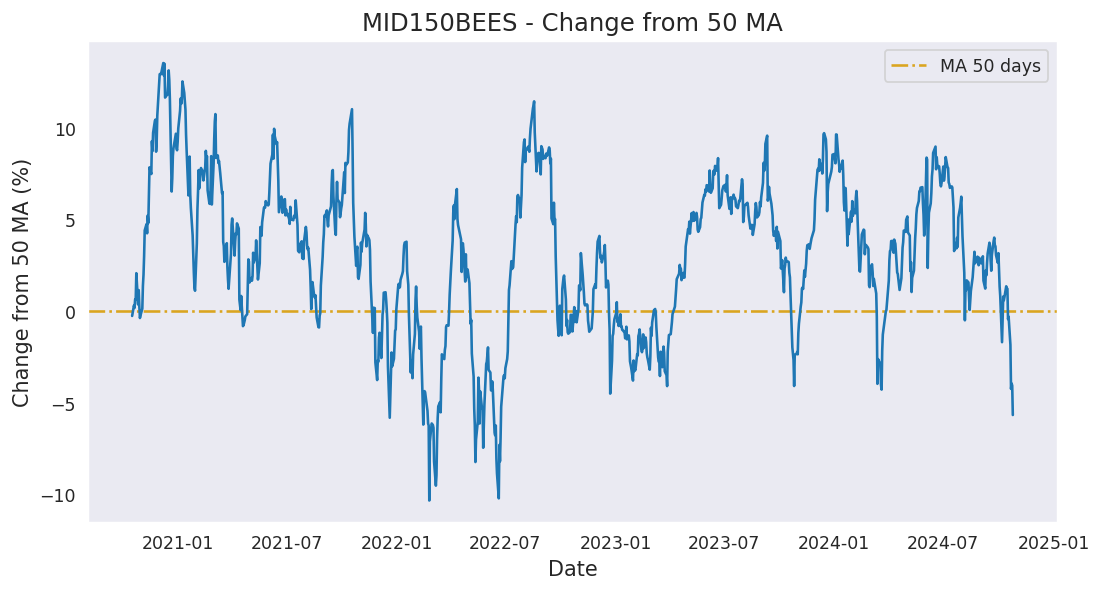 MID150BEES - Change from 50 MA
MA 50 days
Change from 50 MA (%)
10
5
0
−5
−10
2021-01 2021-07 2022-01 2022-07 2023-01 2023-07 2024-01 2024-07 2025-01
Date